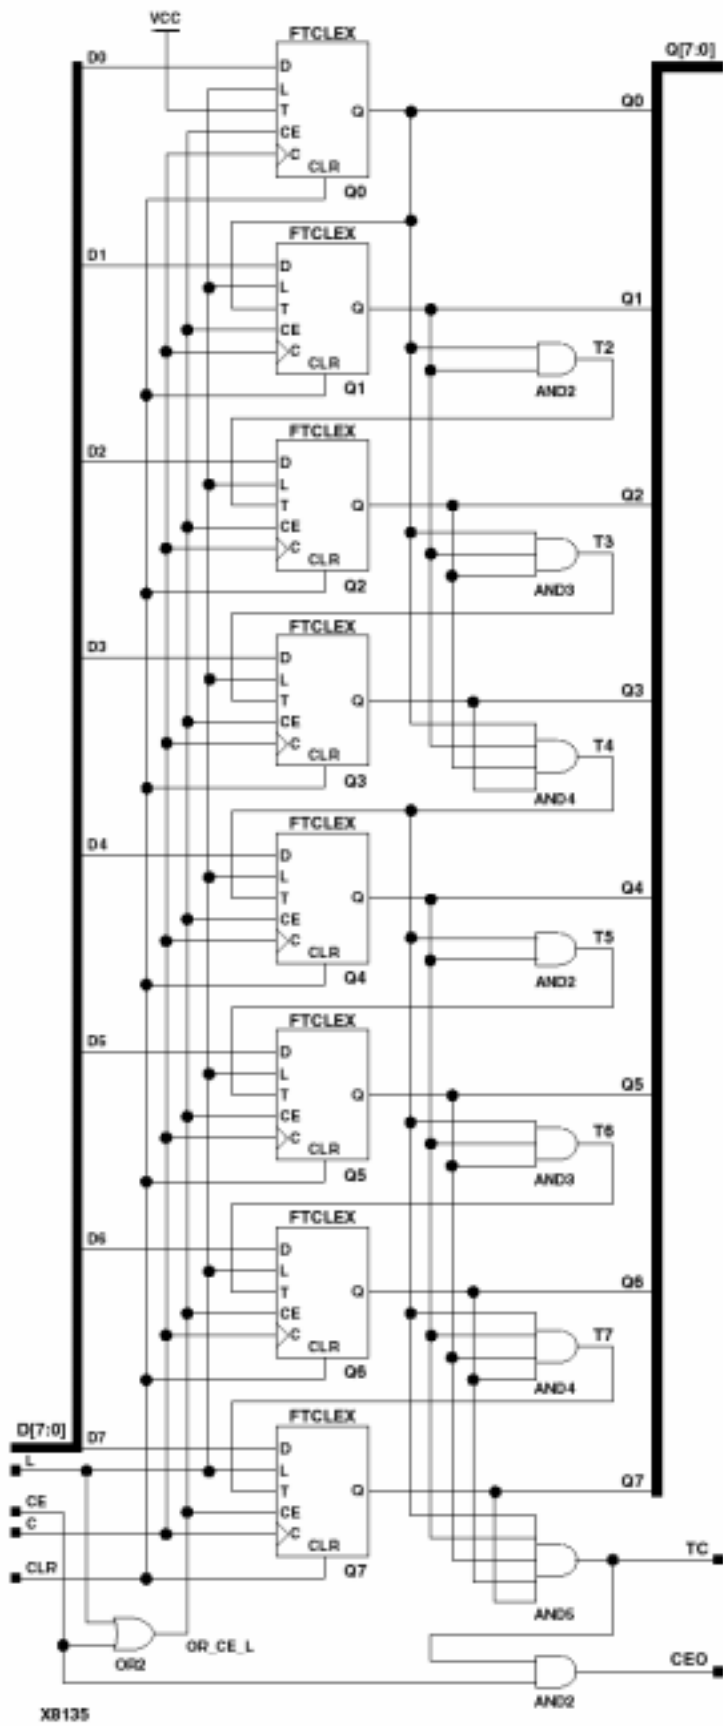 VCC
FTCLEX
Q[7:0]
D0
D
L
T
Q
Q0
CE
C
CLR
Q0
FTCLEX
D1
D
L
T
Q
Q1
CE
C
CLR
Q1
T2
AND2
FTCLEX
D2
D
L
T
Q
Q2
CE
C
CLR
Q2
T3
AND3
FTCLEX
D3
D
L
T
Q
Q3
CE
C
CLR
Q3
T4
AND4
FTCLEX
D4
D
L
T
Q
Q4
CE
C
CLR
Q4
T5
AND2
FTCLEX
D5
D
L
T
Q
Q5
CE
C
CLR
Q5
T6
AND3
FTCLEX
D6
D
L
T
Q
Q6
CE
C
CLR
Q6
T7
AND4
FTCLEX
D[7:0]
D7
D
L
L
T
Q
Q7
CE
CE
C
C
CLR
Q7
CLR
TC
AND5
OR_CE_L
OR2
CEO
AND2
X8135